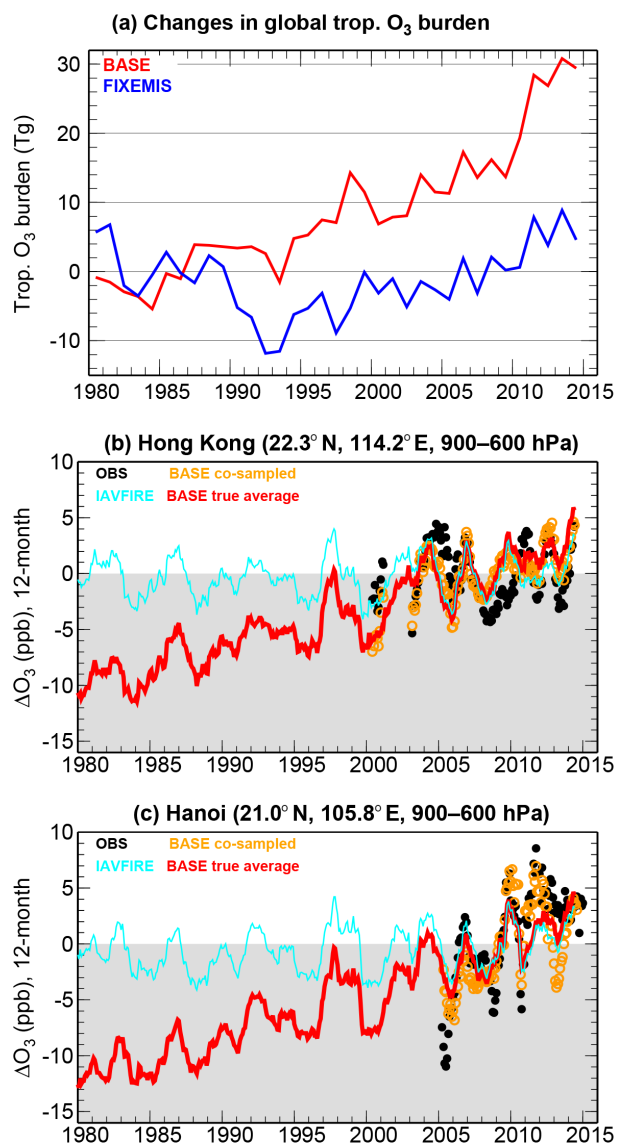 (a) Changes in global trop. O₃ burden
BASE
FIXEMIS
Trop. O₃ burden (Tg)
30
20
10
0
-10
1980 1985 1990 1995 2000 2005 2010 2015
(b) Hong Kong (22.3° N, 114.2° E, 900–600 hPa)
OBS BASE co-sampled
IAVFIRE BASE true average
ΔO₃ (ppb), 12-month
10
5
0
-5
-10
-15
1980 1985 1990 1995 2000 2005 2010 2015
(c) Hanoi (21.0° N, 105.8° E, 900–600 hPa)
OBS BASE co-sampled
IAVFIRE BASE true average
ΔO₃ (ppb), 12-month
10
5
0
-5
-10
-15
1980 1985 1990 1995 2000 2005 2010 2015